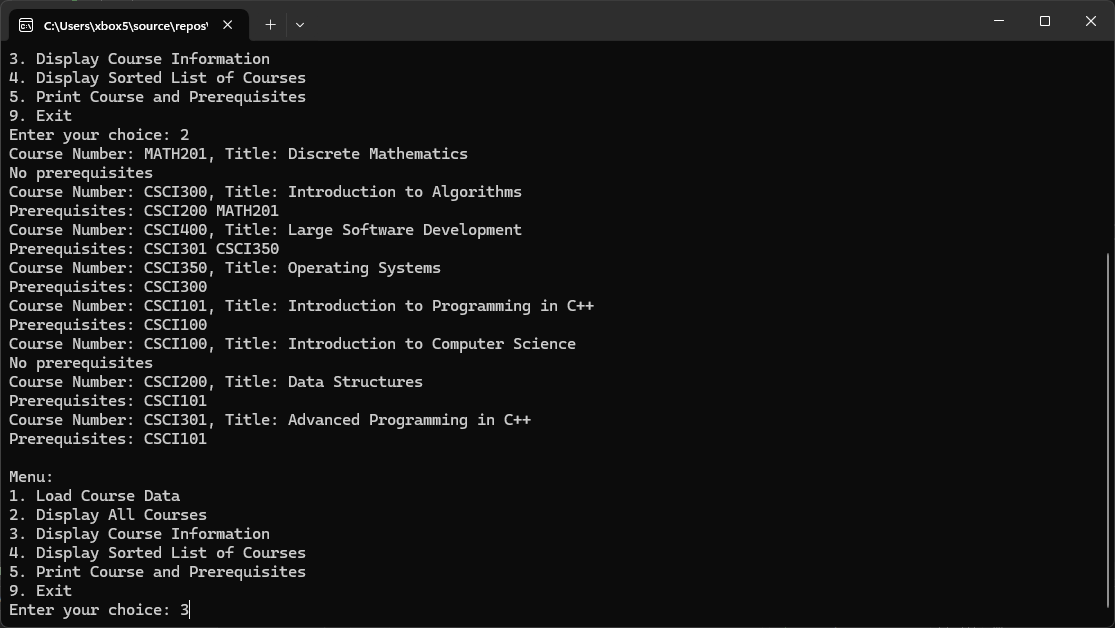 C:\Users\xbox5\source\repos\
3. Display Course Information
4. Display Sorted List of Courses
5. Print Course and Prerequisites
9. Exit
Enter your choice: 2
Course Number: MATH201, Title: Discrete Mathematics
No prerequisites
Course Number: CSCI300, Title: Introduction to Algorithms
Prerequisites: CSCI200 MATH201
Course Number: CSCI400, Title: Large Software Development
Prerequisites: CSCI301 CSCI350
Course Number: CSCI350, Title: Operating Systems
Prerequisites: CSCI300
Course Number: CSCI101, Title: Introduction to Programming in C++
Prerequisites: CSCI100
Course Number: CSCI100, Title: Introduction to Computer Science
No prerequisites
Course Number: CSCI200, Title: Data Structures
Prerequisites: CSCI101
Course Number: CSCI301, Title: Advanced Programming in C++
Prerequisites: CSCI101
Menu:
1. Load Course Data
2. Display All Courses
3. Display Course Information
4. Display Sorted List of Courses
5. Print Course and Prerequisites
9. Exit
Enter your choice: 3